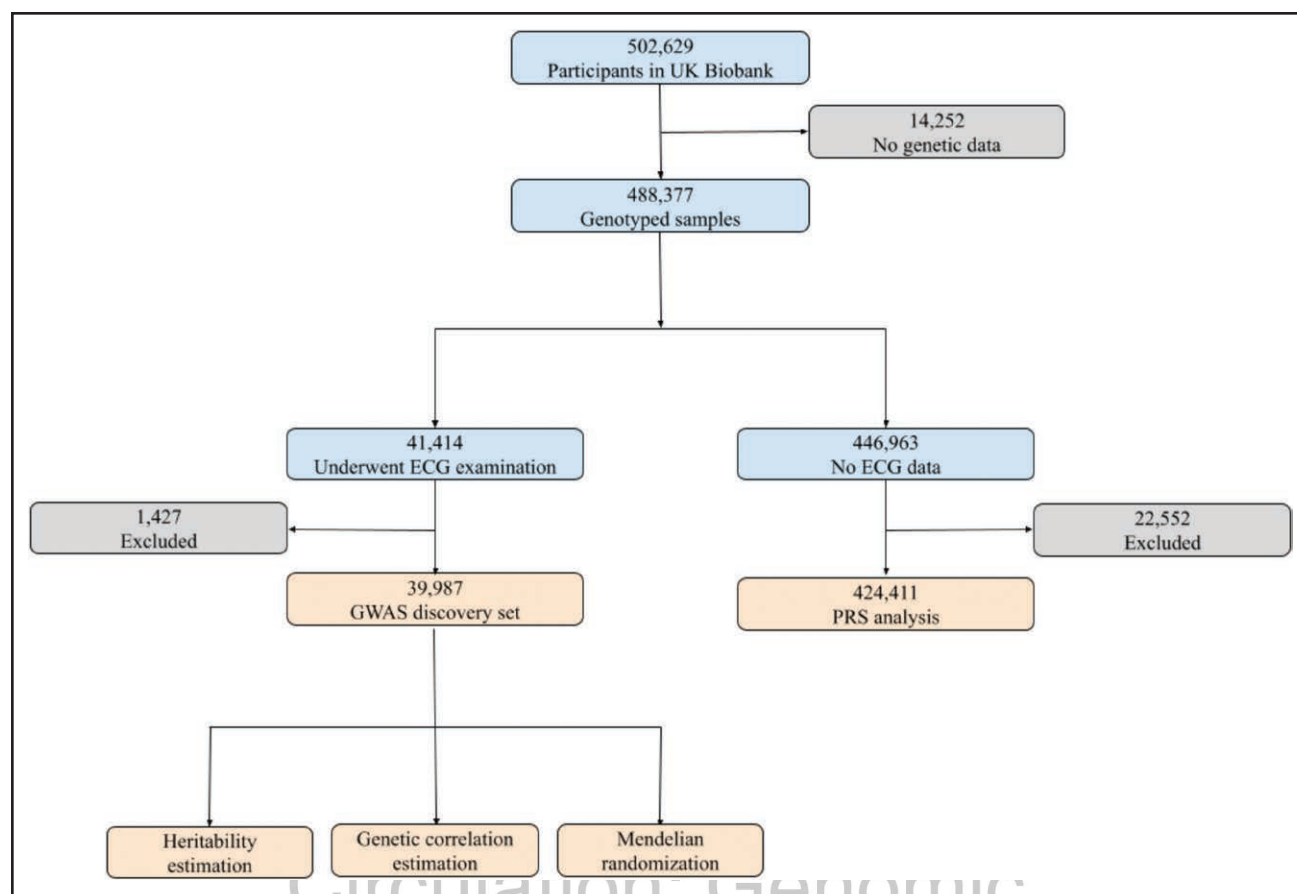 502,629
Participants in UK Biobank
14,252
No genetic data
488,377
Genotyped samples
41,414
Underwent ECG examination
446,963
No ECG data
1,427
Excluded
22,552
Excluded
39,987
GWAS discovery set
424,411
PRS analysis
Heritability
estimation
Genetic correlation
estimation
Mendelian
randomization
Circulation: Genomic